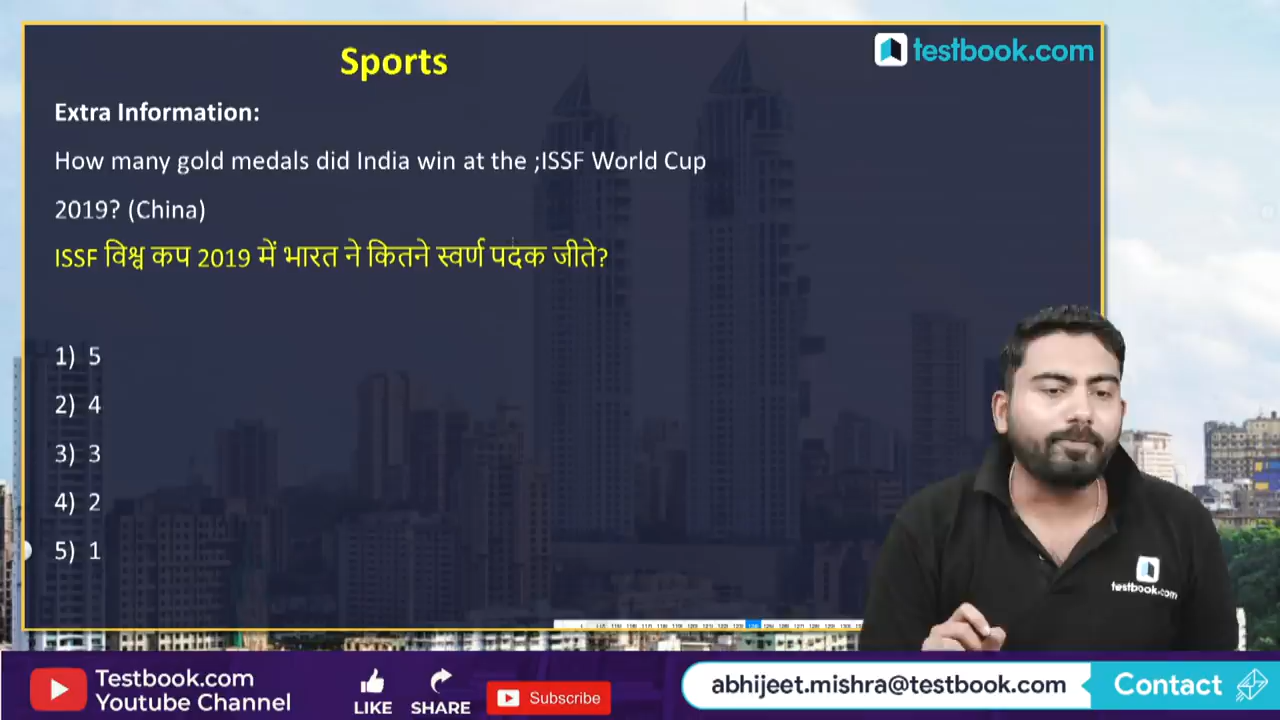 Sports
testbook.com
Extra Information:
How many gold medals did India win at the ;ISSF World Cup
2019? (China)
ISSF विश्व कप 2019 में भारत ने कितने स्वर्ण पदक जीते?
1) 5
2) 4
3) 3
4) 2
5) 1
testbook.com
Testbook.com
Youtube Channel
LIKE
SHARE
Subscribe
abhijeet.mishra@testbook.com
Contact